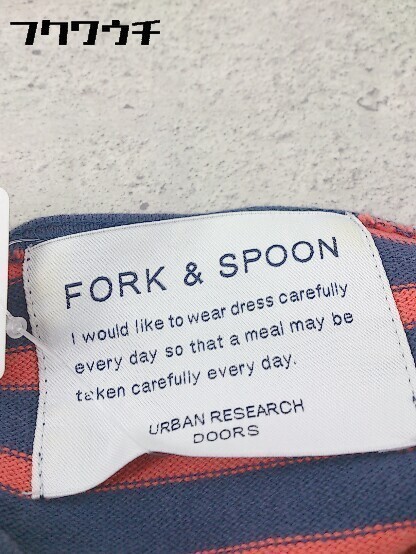 フクワウチ
FORK & SPOON
I would like to wear dress carefully
every day so that a meal may be
taken carefully every day.
URBAN RESEARCH
DOORS